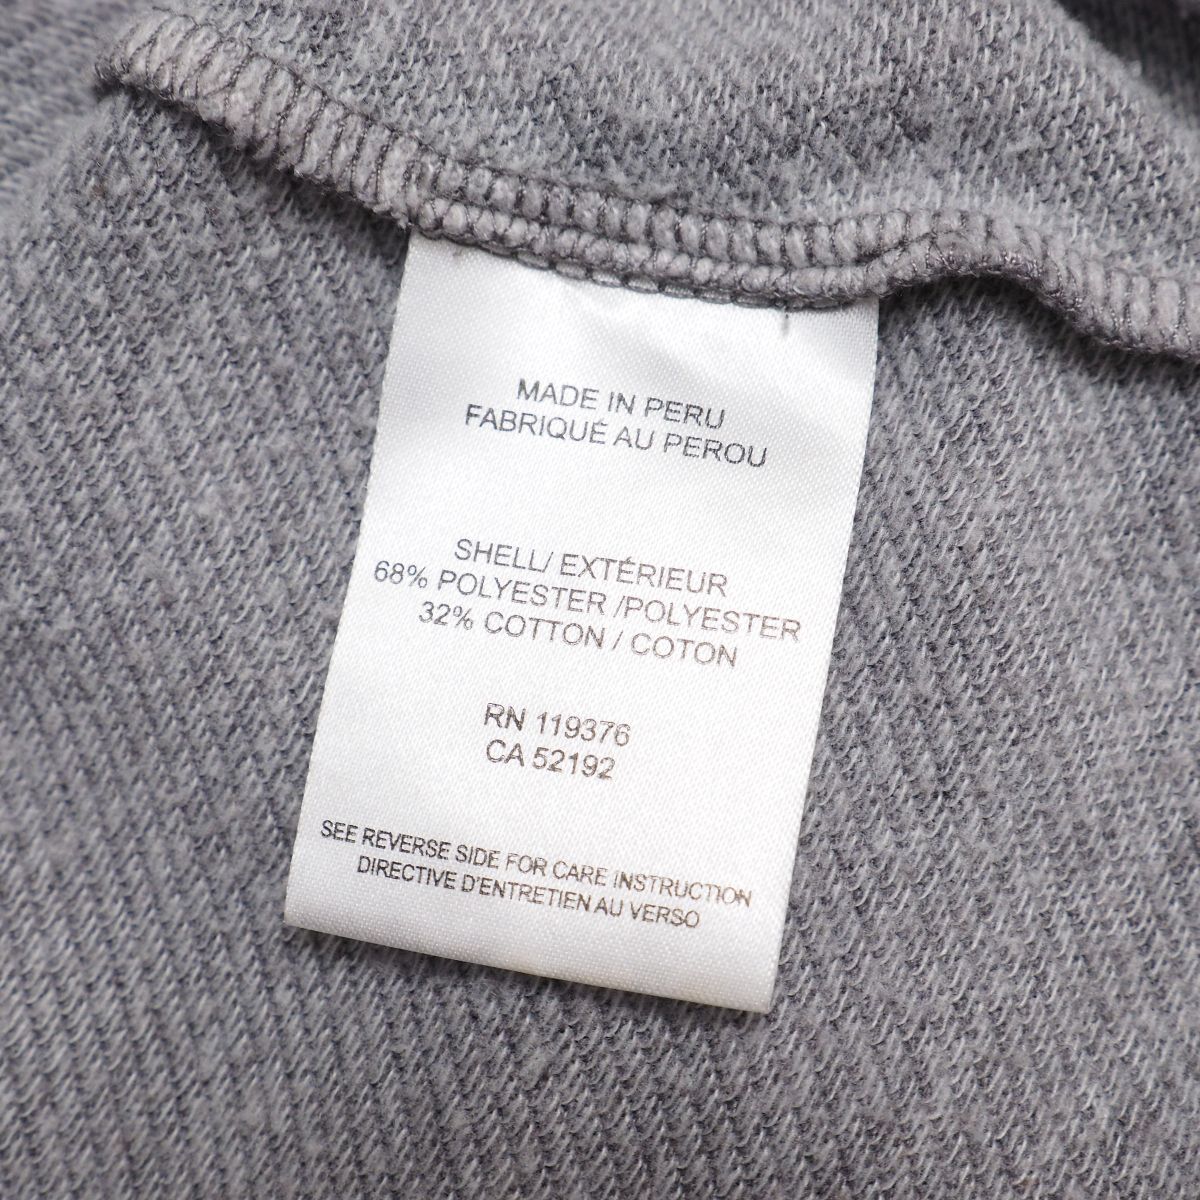 MADE IN PERU
FABRIQUÉ AU PEROU
SHELL/ EXTÉRIEUR
68% POLYESTER /POLYESTER
32% COTTON / COTON
RN 119376
CA 52192
SEE REVERSE SIDE FOR CARE INSTRUCTION
DIRECTIVE D'ENTRETIEN AU VERSO